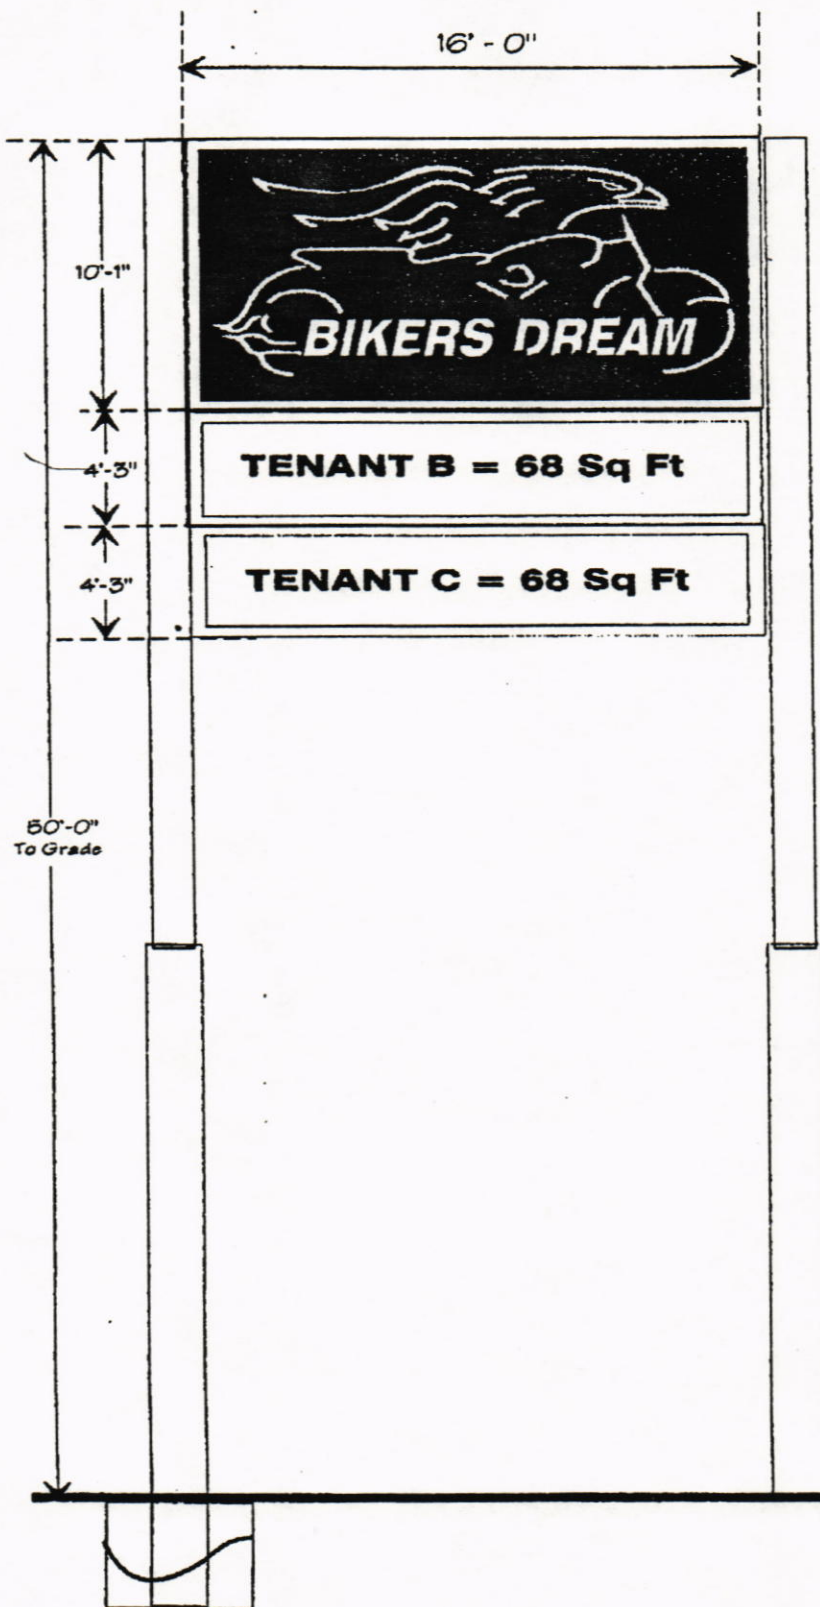 16' - 0"
10'-1"
BIKERS DREAM
4'-3"
TENANT B = 68 Sq Ft
4'-3"
TENANT C = 68 Sq Ft
50'-0"
To Grade